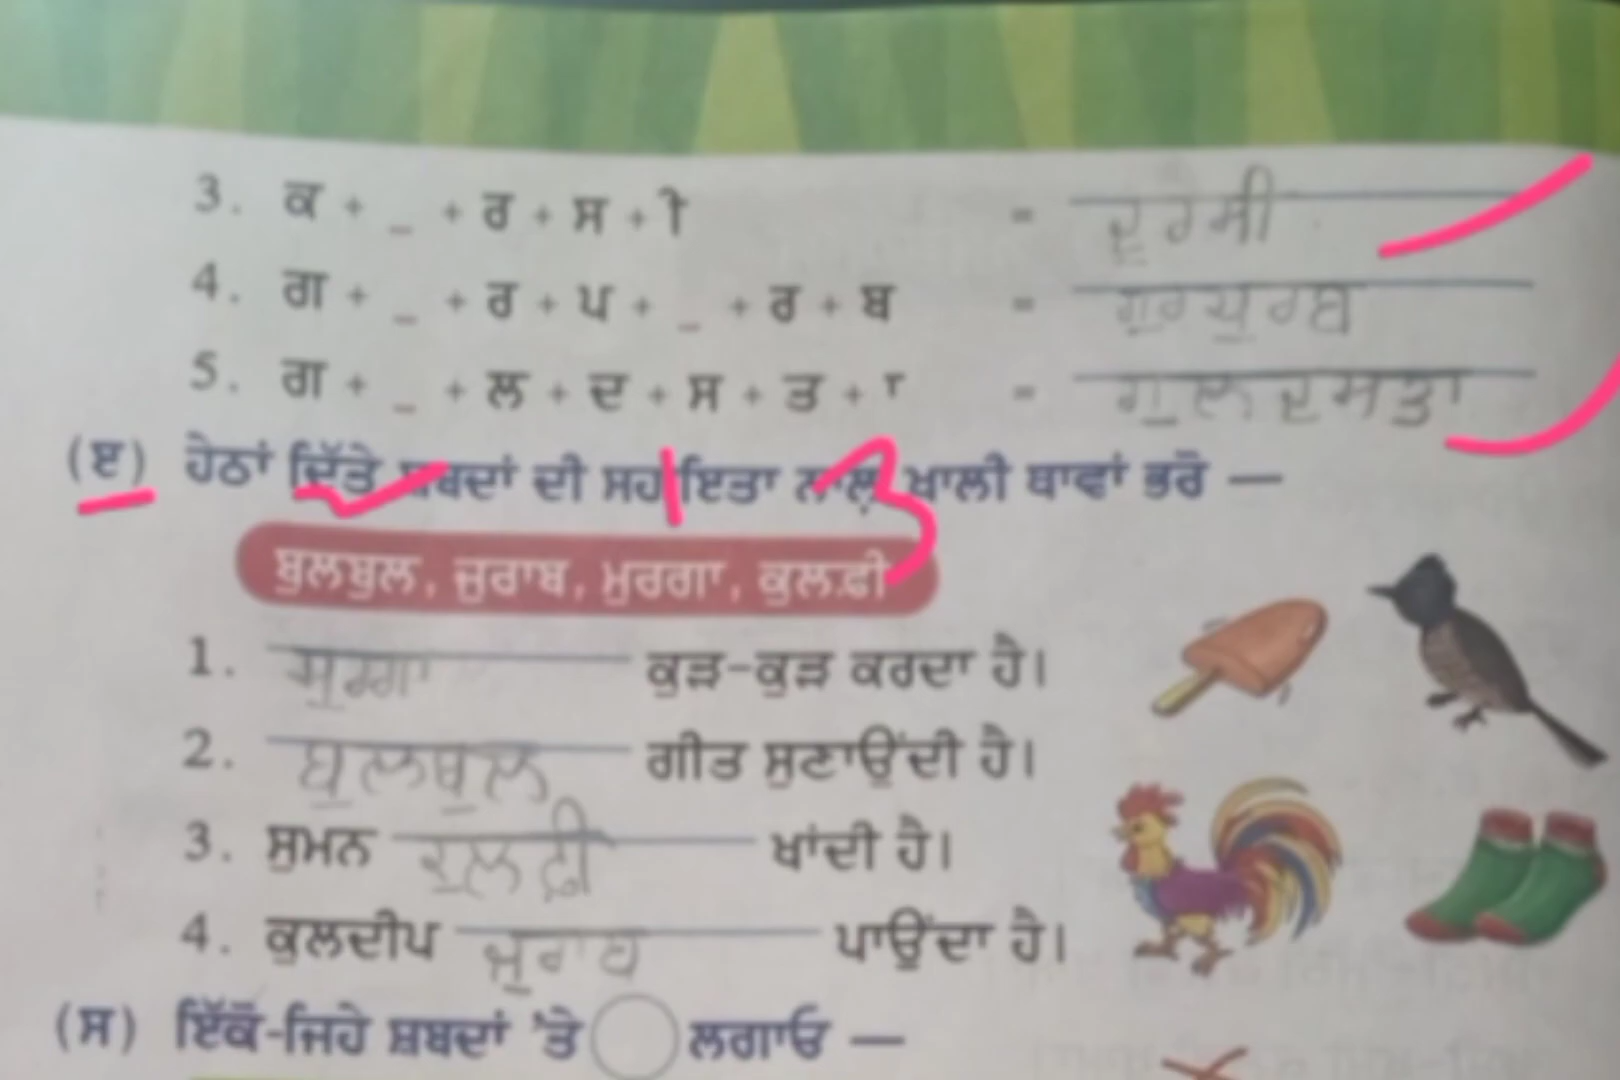 3. ਕ + _ + ਰ + ਸ + ੀ = ਕੁਰਸੀ
4. ਗ + _ + ਰ + ਪ + _ + ਰ + ਬ = ਗੁਰਪੁਰਬ
5. ਗ + _ + ਲ + ਦ + ਸ + ਤ + ਾ = ਗੁਲਦਸਤਾ
(ੲ) ਹੇਠਾਂ ਦਿੱਤੇ ਸ਼ਬਦਾਂ ਦੀ ਸਹਾਇਤਾ ਨਾਲ਼ ਖ਼ਾਲੀ ਥਾਵਾਂ ਭਰੋ —
ਬੁਲਬੁਲ, ਜੁਰਾਬ, ਮੁਰਗਾ, ਕੁਲਫ਼ੀ
1. ਮੁਰਗਾ ਕੁੜ-ਕੁੜ ਕਰਦਾ ਹੈ।
2. ਬੁਲਬੁਲ ਗੀਤ ਸੁਣਾਉਂਦੀ ਹੈ।
3. ਸੁਮਨ ਕੁਲਫ਼ੀ ਖਾਂਦੀ ਹੈ।
4. ਕੁਲਦੀਪ ਜੁਰਾਬ ਪਾਉਂਦਾ ਹੈ।
(ਸ) ਇੱਕੋ-ਜਿਹੇ ਸ਼ਬਦਾਂ 'ਤੇ ਲਗਾਓ —